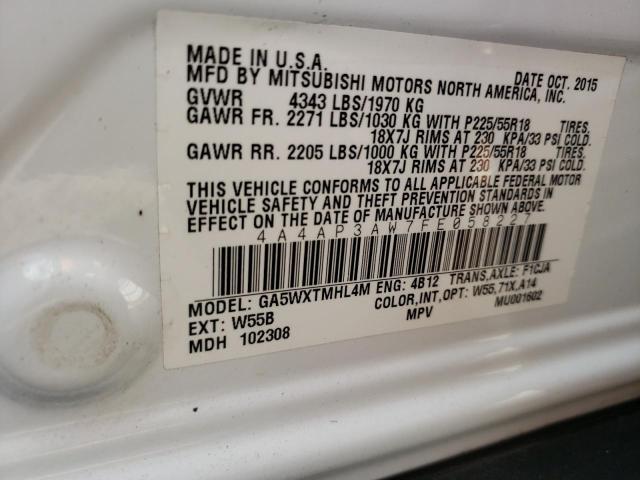 MADE IN U.S.A.
MFD BY MITSUBISHI MOTORS NORTH AMERICA, INC.
DATE OCT. 2015
GVWR 4343 LBS/1970 KG
GAWR FR. 2271 LBS/1030 KG WITH P225/55R18 TIRES.
18X7J RIMS AT 230 KPA/33 PSI COLD.
GAWR RR. 2205 LBS/1000 KG WITH P225/55R18 TIRES.
18X7J RIMS AT 230 KPA/33 PSI COLD.
THIS VEHICLE CONFORMS TO ALL APPLICABLE FEDERAL MOTOR
VEHICLE SAFETY AND THEFT PREVENTION STANDARDS IN
EFFECT ON THE DATE OF MANUFACTURE SHOWN ABOVE.
4A4AP3AW7FE058227
MODEL: GA5WXTMHL4M ENG: 4B12 TRANS,AXLE: F1CJA
EXT: W55B COLOR,INT,OPT: W55,71X,A14
MDH 102308 MPV MU001602